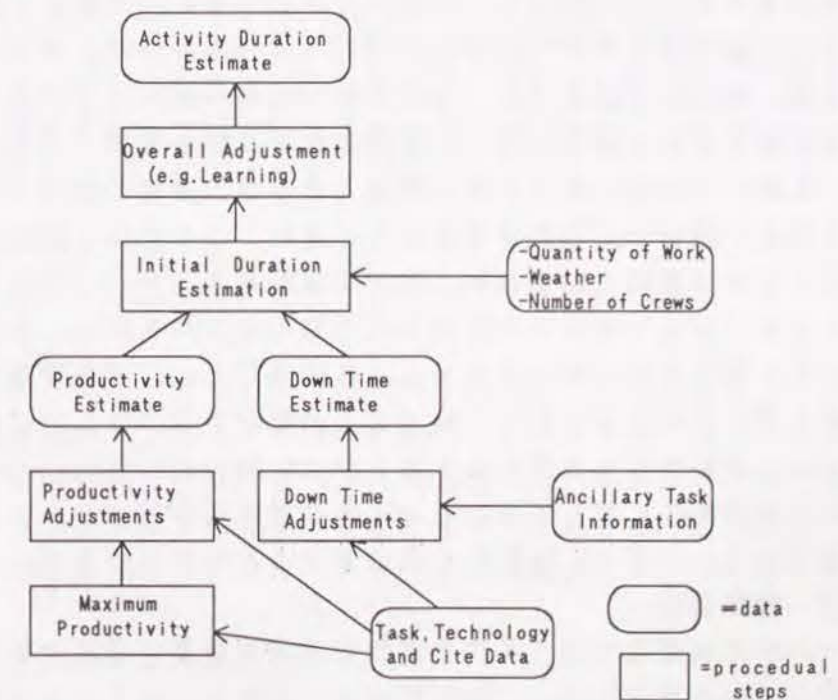 Activity Duration
Estimate
Overall Adjustment
(e.g.Learning)
Initial Duration
Estimation
-Quantity of Work
-Weather
-Number of Crews
Productivity
Estimate
Down Time
Estimate
Productivity
Adjustments
Down Time
Adjustments
Ancillary Task
Information
Maximum
Productivity
Task, Technology
and Cite Data
=data
=procedual
steps